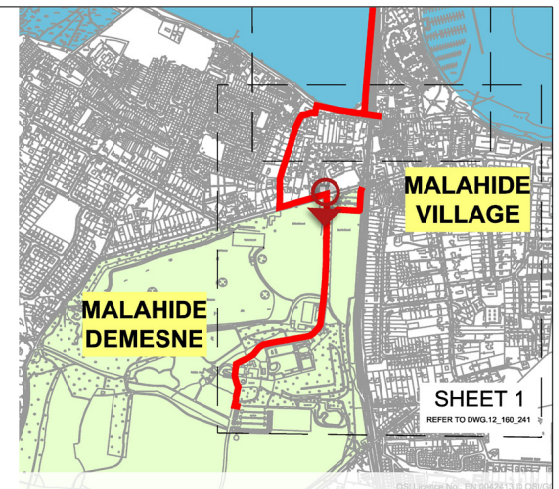 MALAHIDE
VILLAGE
MALAHIDE
DEMESNE
SHEET 1
REFER TO DWG.12_160_241